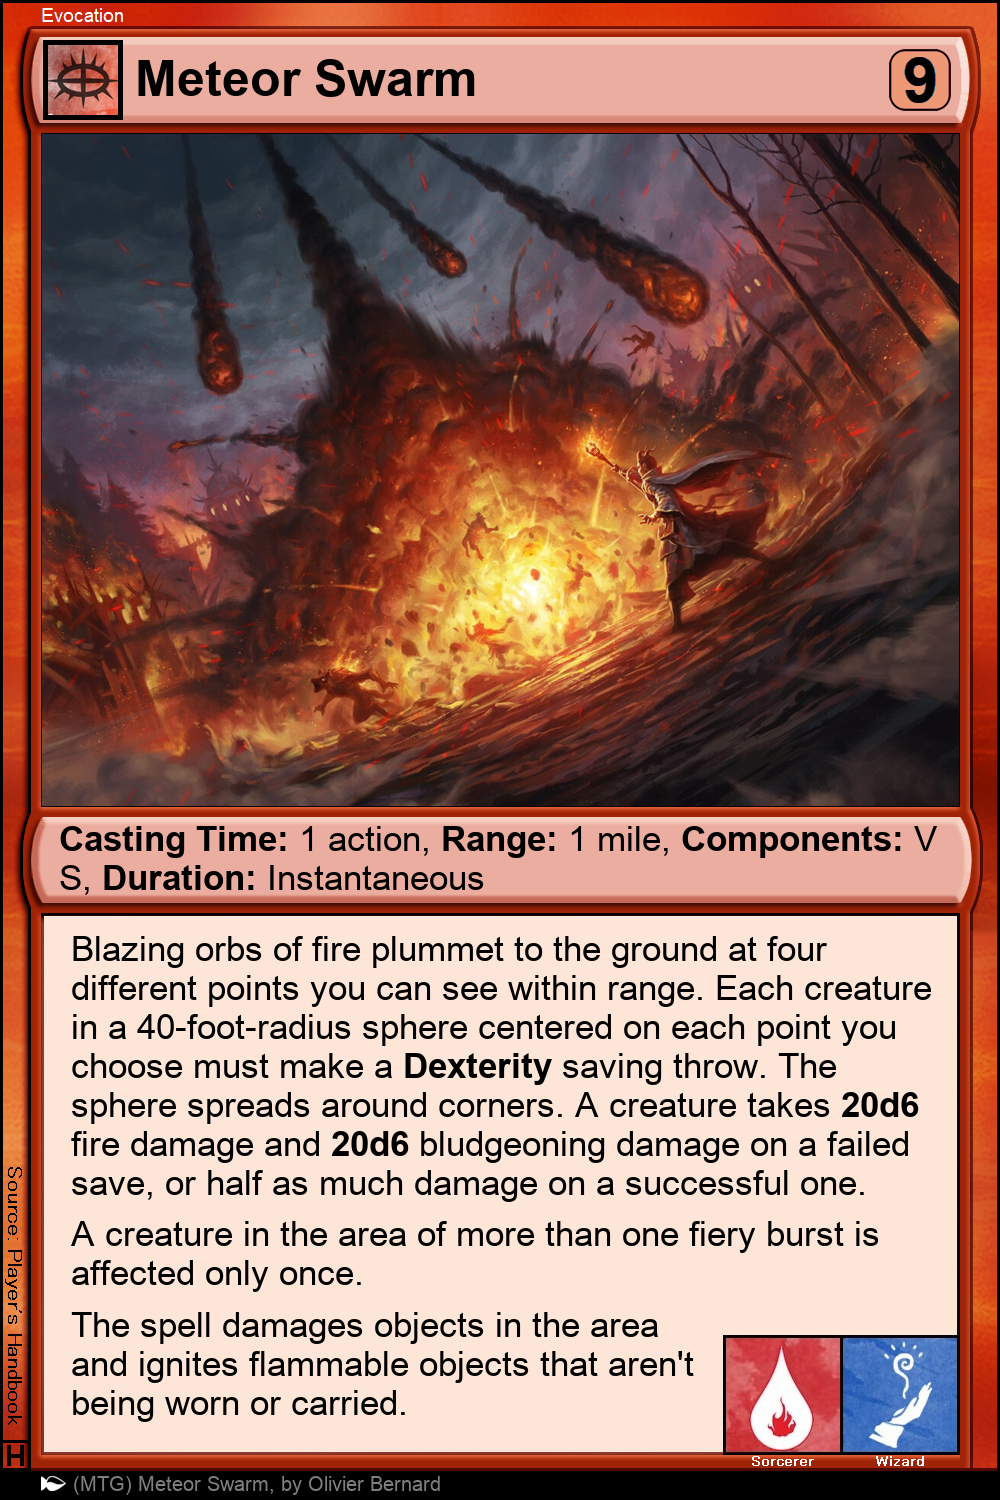 Evocation
Meteor Swarm
9
Casting Time: 1 action, Range: 1 mile, Components: V
S, Duration: Instantaneous
Blazing orbs of fire plummet to the ground at four
different points you can see within range. Each creature
in a 40-foot-radius sphere centered on each point you
choose must make a Dexterity saving throw. The
sphere spreads around corners. A creature takes 20d6
fire damage and 20d6 bludgeoning damage on a failed
save, or half as much damage on a successful one.
A creature in the area of more than one fiery burst is
affected only once.
The spell damages objects in the area
and ignites flammable objects that aren't
being worn or carried.
Sorcerer
Wizard
Source: Player's Handbook
H
(MTG) Meteor Swarm, by Olivier Bernard